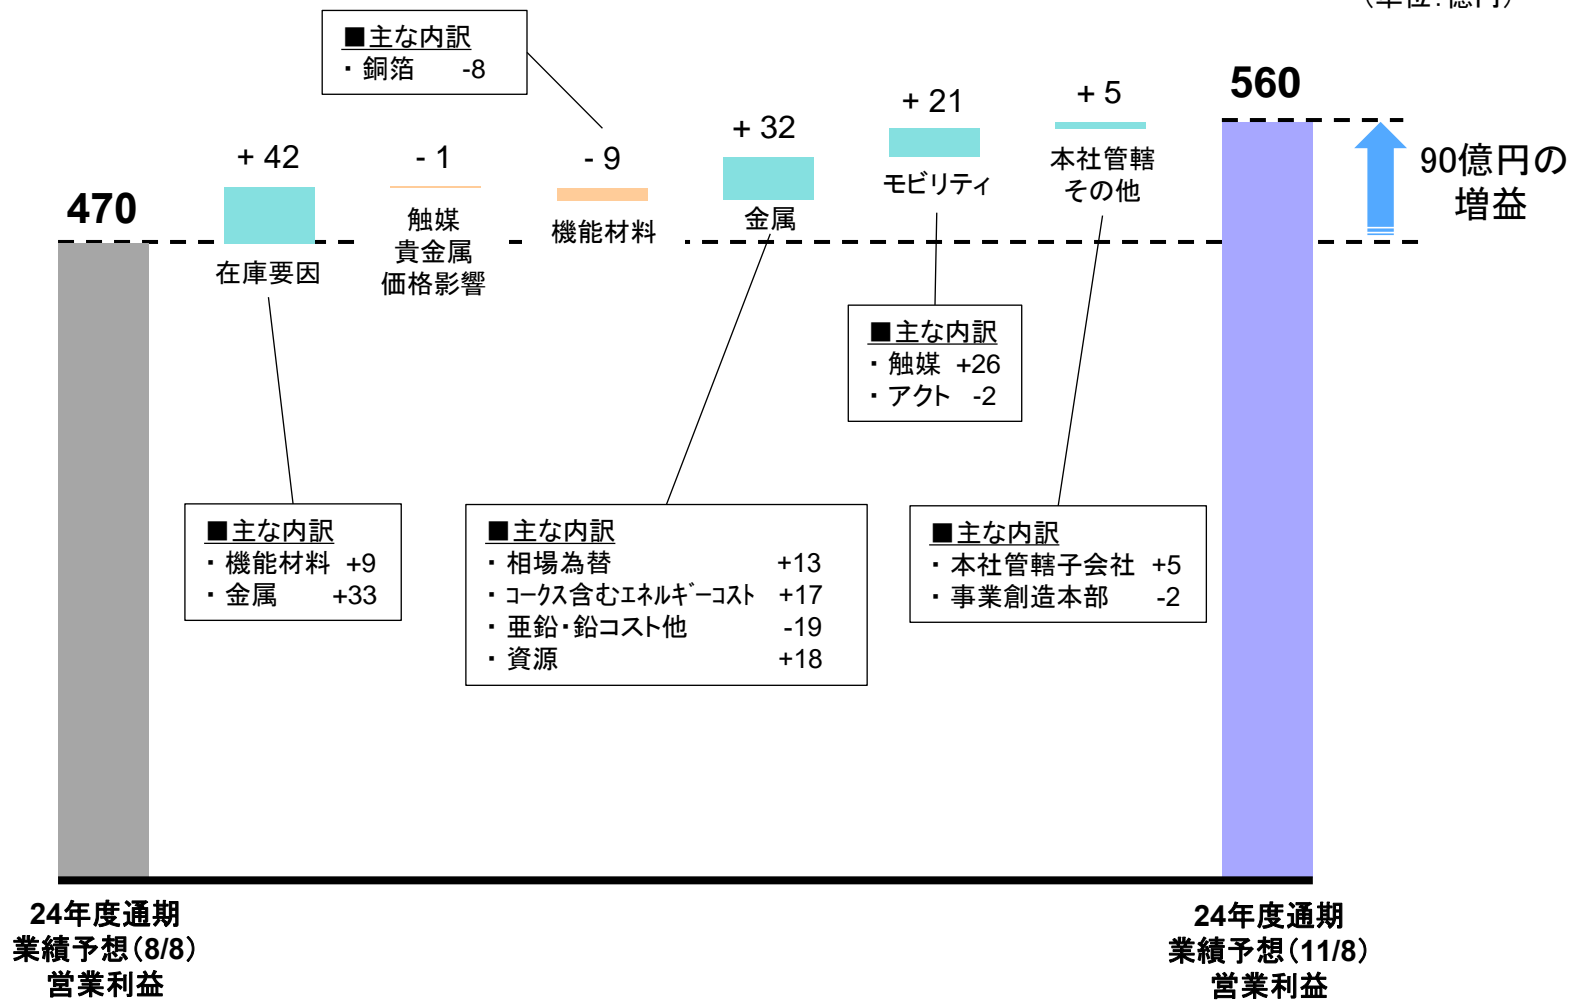 （単位：億円）
■主な内訳
・ 銅箔 -8
470
+ 42
在庫要因
- 1
触媒
貴金属
価格影響
- 9
機能材料
+ 32
金属
+ 21
モビリティ
+ 5
本社管轄
その他
560
90億円の
増益
■主な内訳
・ 触媒 +26
・ アクト -2
■主な内訳
・ 機能材料 +9
・ 金属 +33
■主な内訳
・ 相場為替 +13
・ ｺｰｸｽ含むｴﾈﾙｷﾞｰｺｽﾄ +17
・ 亜鉛・鉛コスト他 -19
・ 資源 +18
■主な内訳
・ 本社管轄子会社 +5
・ 事業創造本部 -2
24年度通期
業績予想（8/8）
営業利益
24年度通期
業績予想（11/8）
営業利益